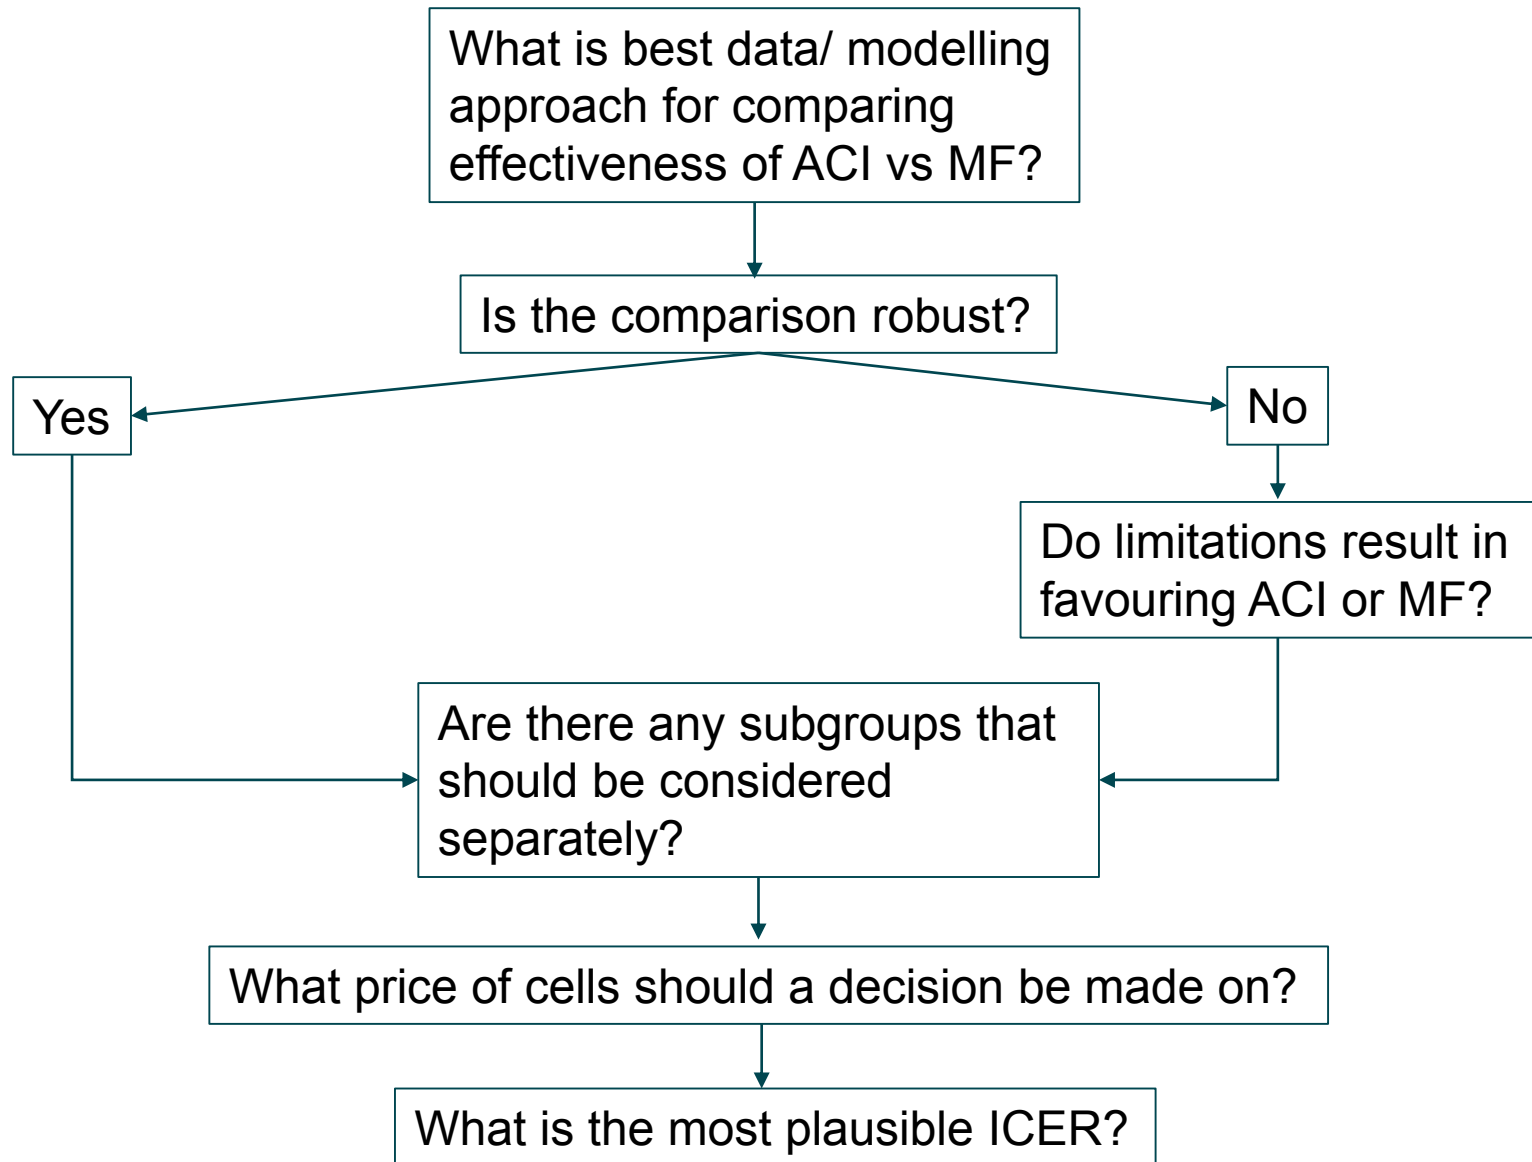 What is best data/ modelling
approach for comparing
effectiveness of ACI vs MF?
Is the comparison robust?
Yes
No
Do limitations result in
favouring ACI or MF?
Are there any subgroups that
should be considered
separately?
What price of cells should a decision be made on?
What is the most plausible ICER?